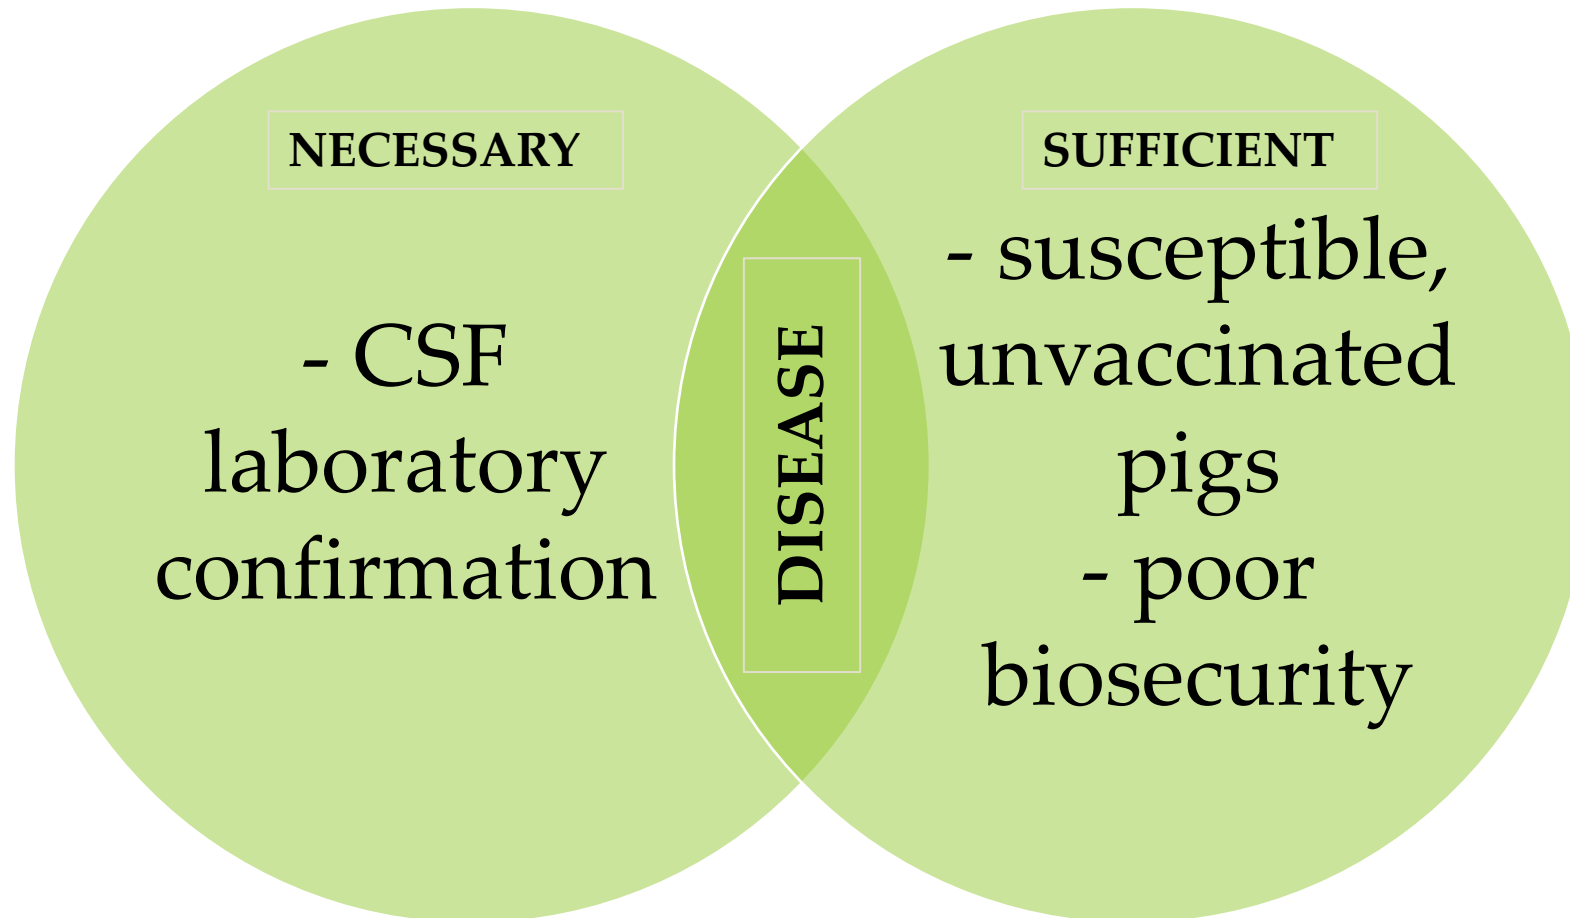 NECESSARY
- CSF
laboratory
confirmation
DISEASE
SUFFICIENT
- susceptible,
unvaccinated
pigs
- poor
biosecurity